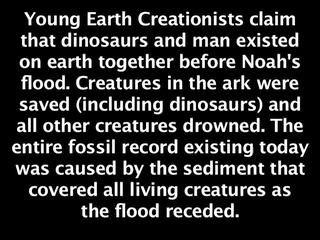 Young Earth Creationists claim
that dinosaurs and man existed
on earth together before Noah's
flood. Creatures in the ark were
saved (including dinosaurs) and
all other creatures drowned. The
entire fossil record existing today
was caused by the sediment that
covered all living creatures as
the flood receded.